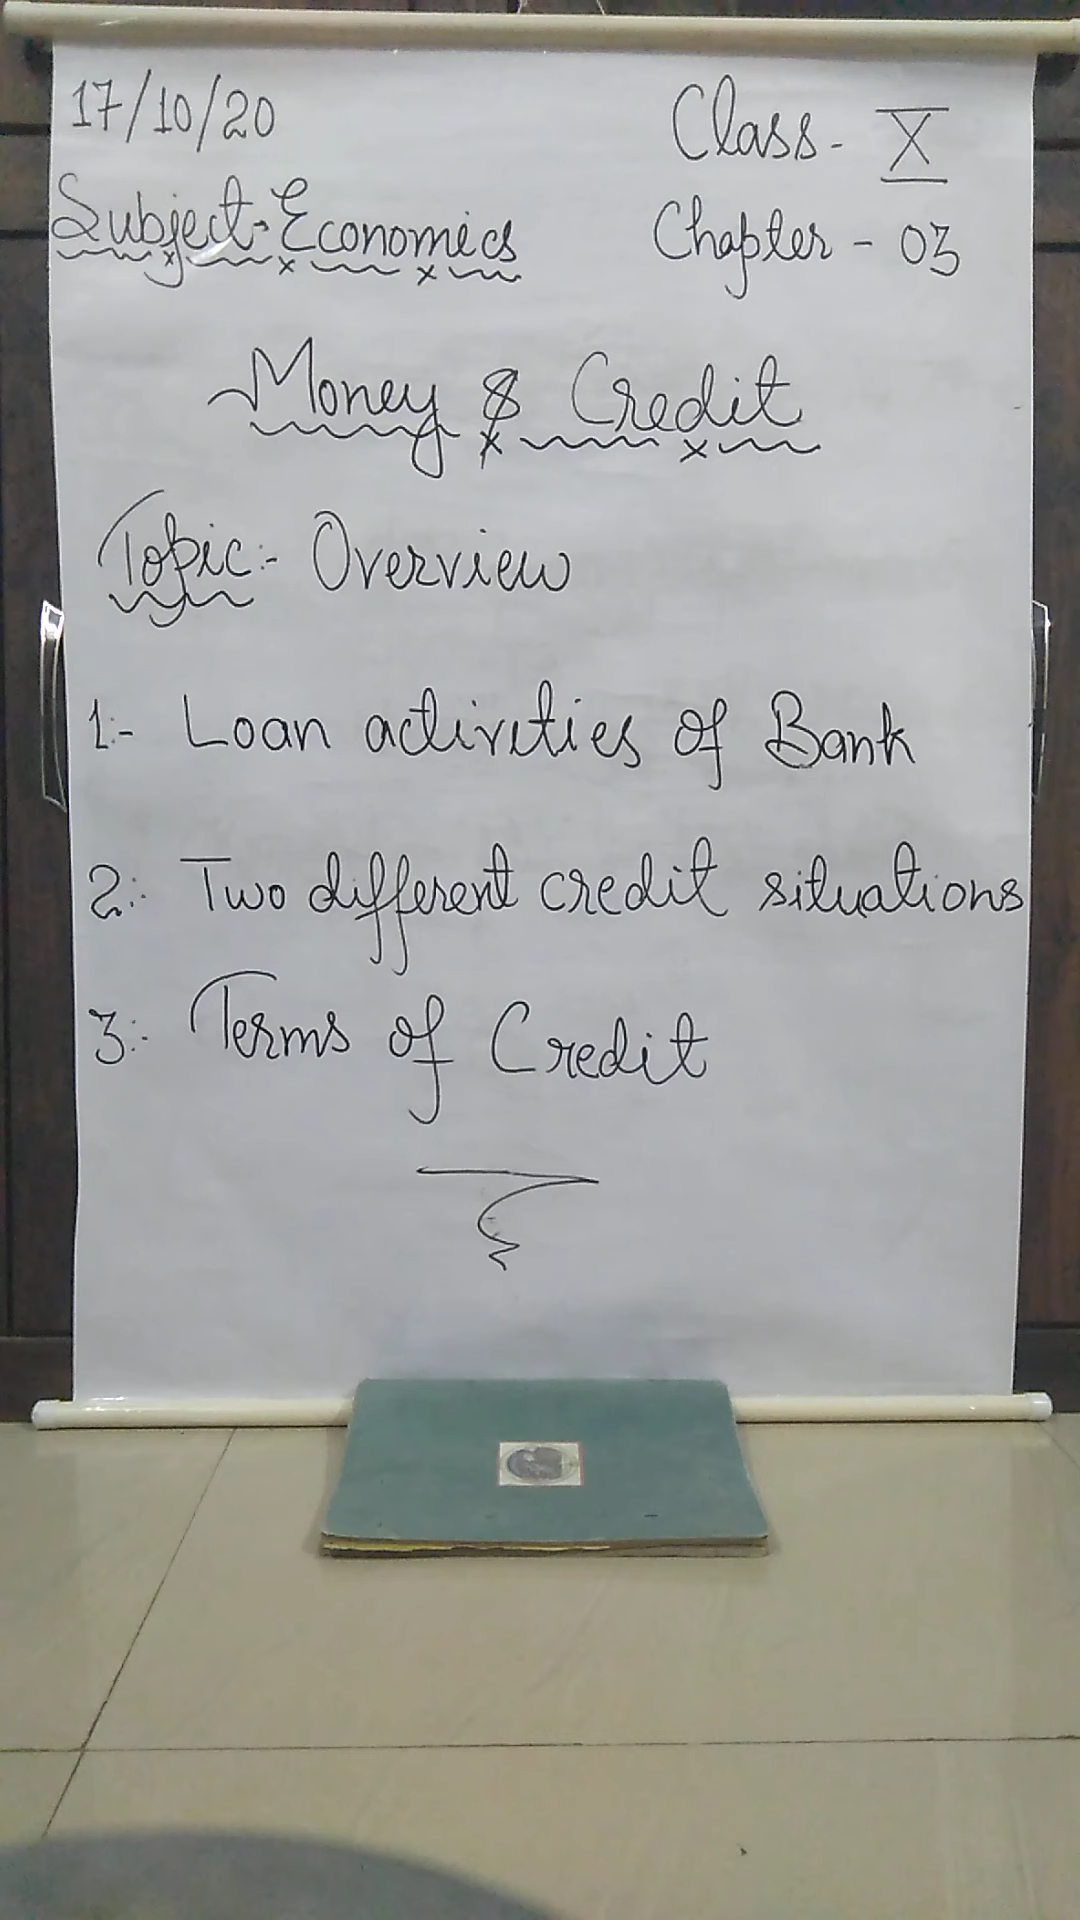 17/10/20 Class- X
Subject-Economics Chapter - 03
Money & Credit
Topic:- Overview
1:- Loan activities of Bank
2:- Two different credit situations
3:- Terms of Credit